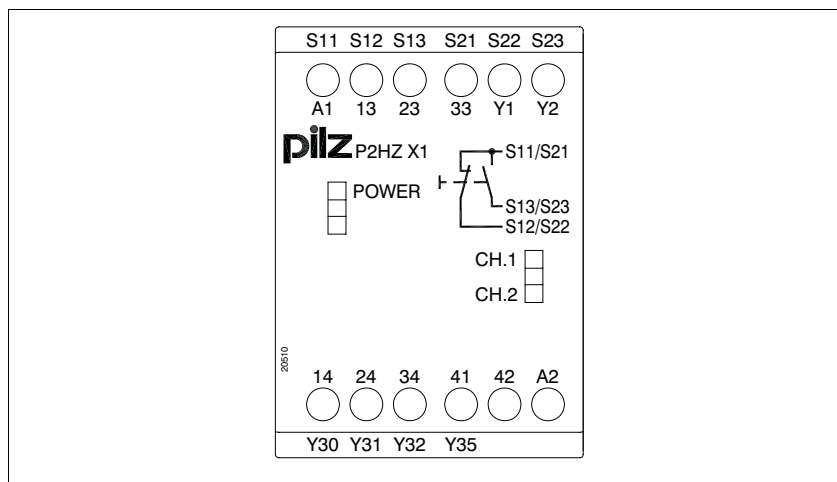 S11 S12 S13 S21 S22 S23
A1 13 23 33 Y1 Y2
pilz P2HZ X1
S11/S21
POWER
S13/S23
S12/S22
CH.1
CH.2
20510
14 24 34 41 42 A2
Y30 Y31 Y32 Y35